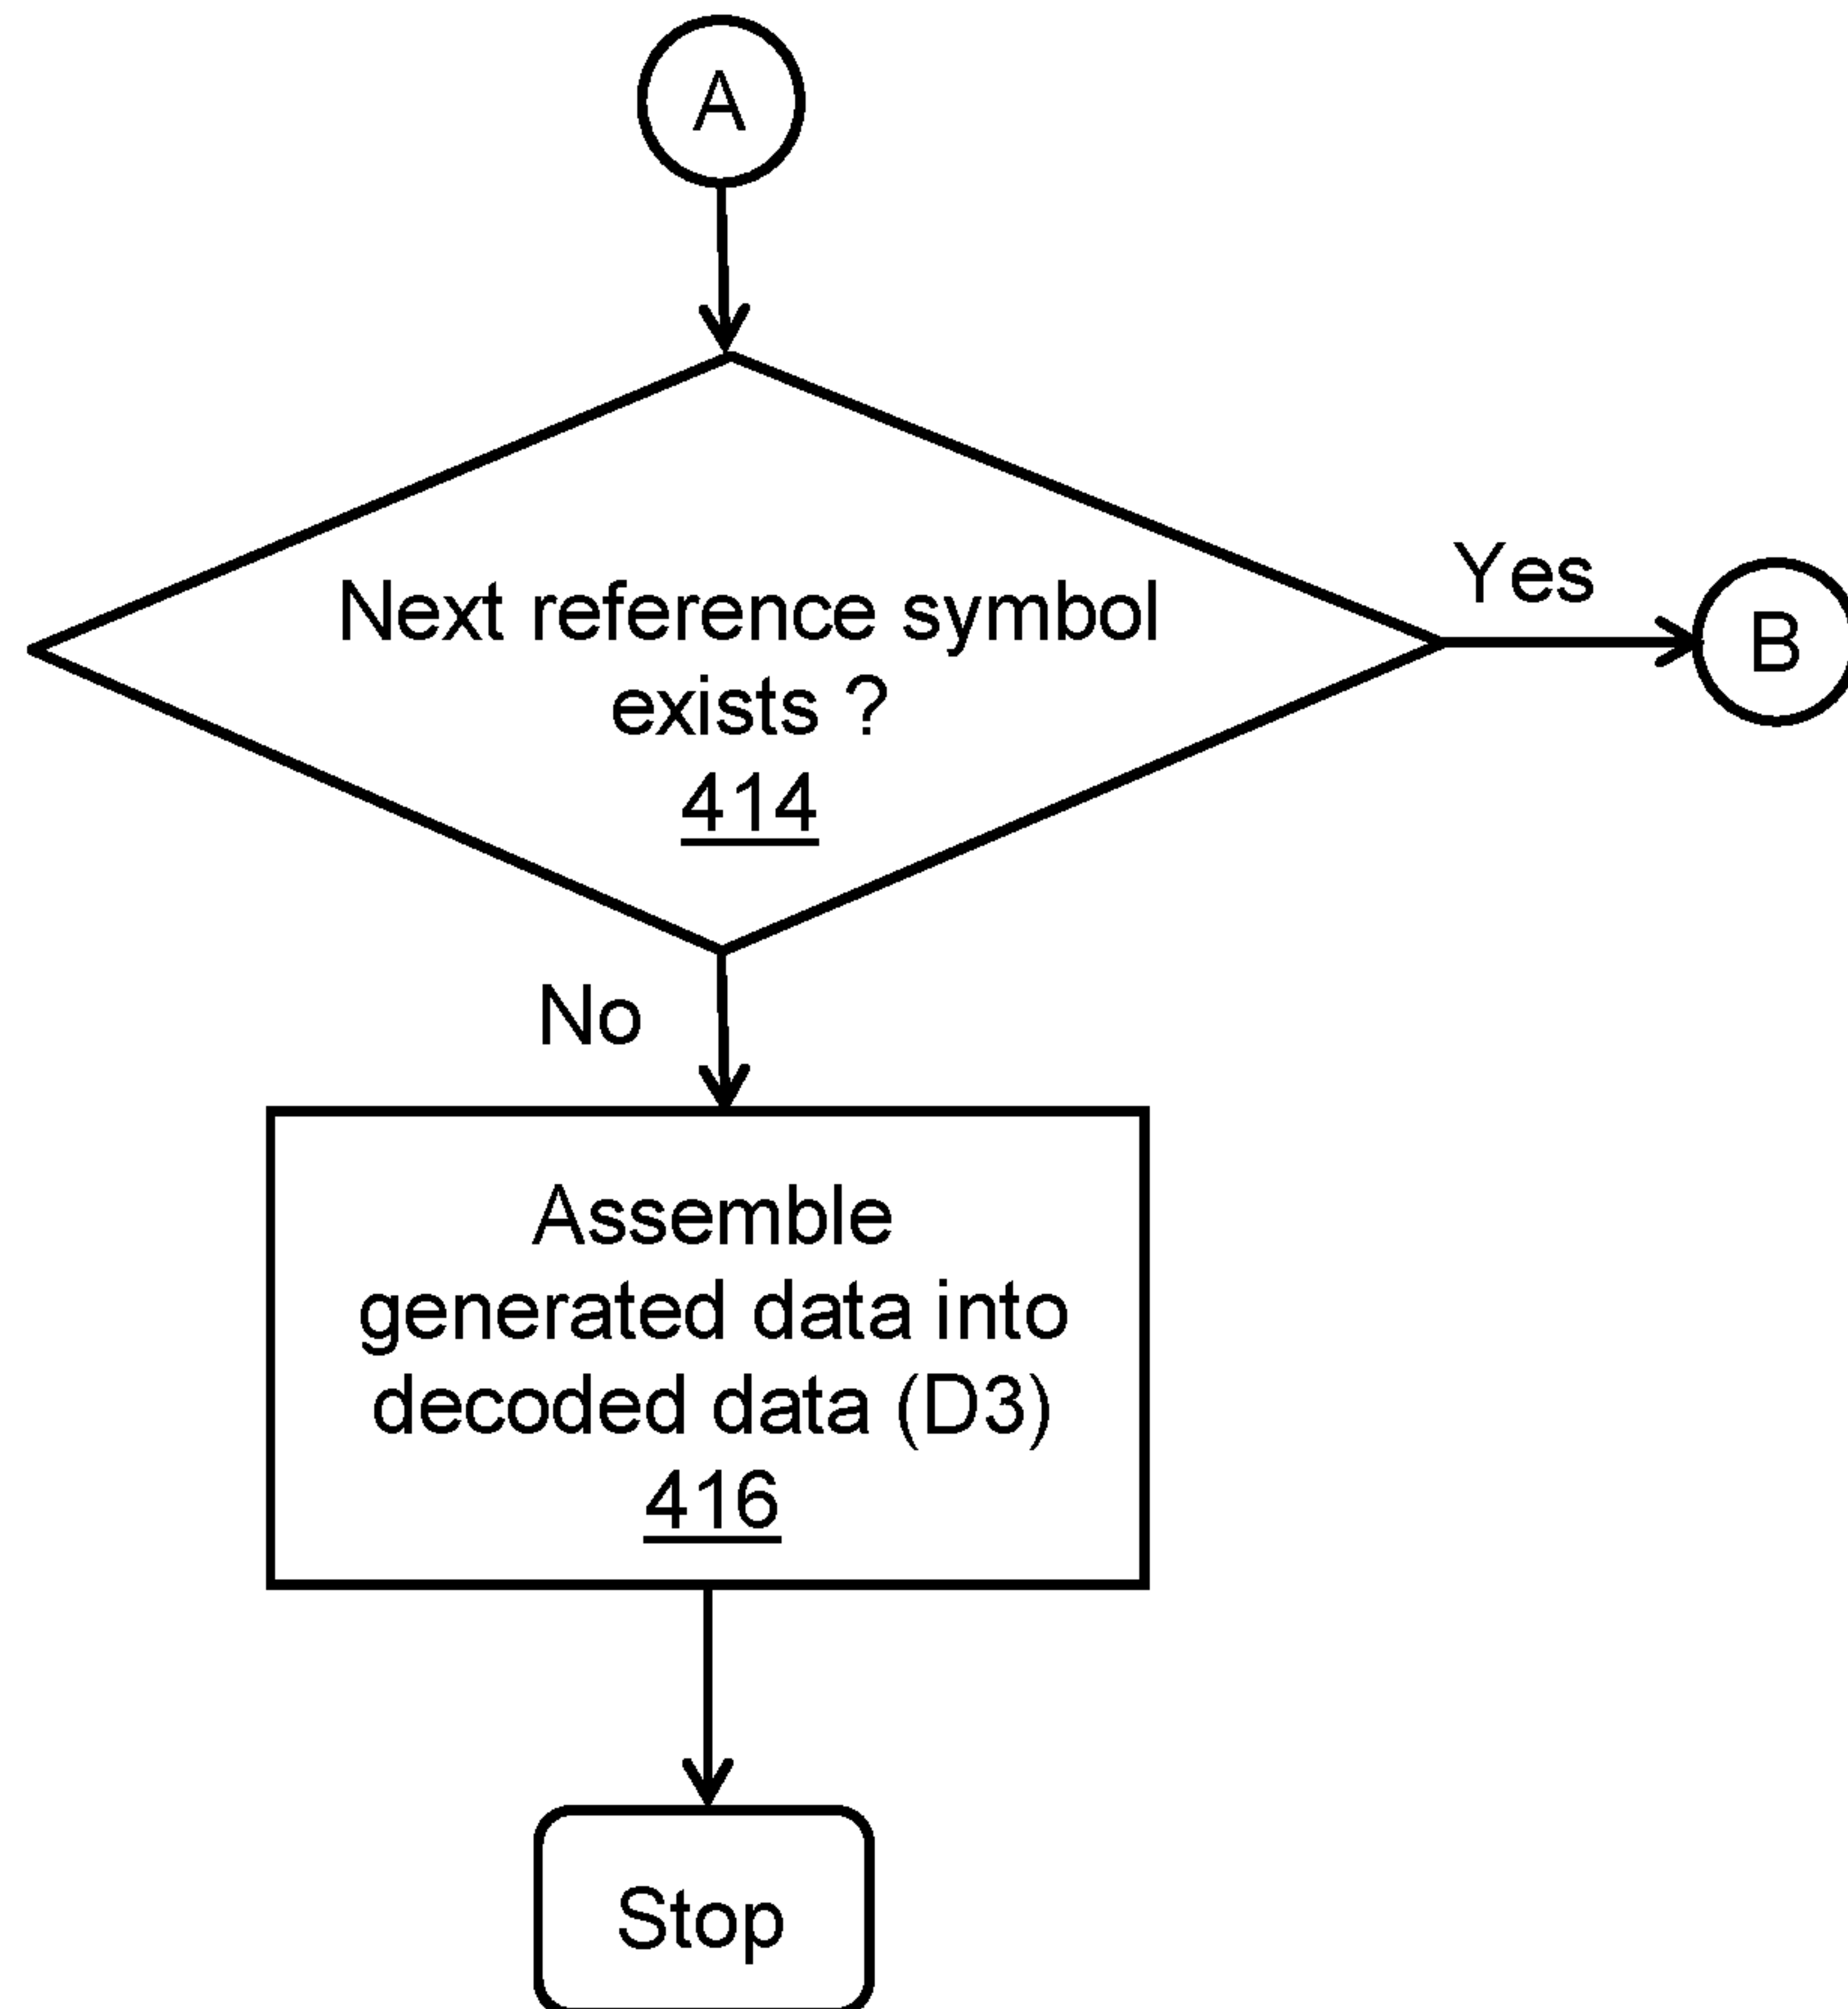 A
Next reference symbol
exists ?
414
Yes
B
No
Assemble
generated data into
decoded data (D3)
416
Stop